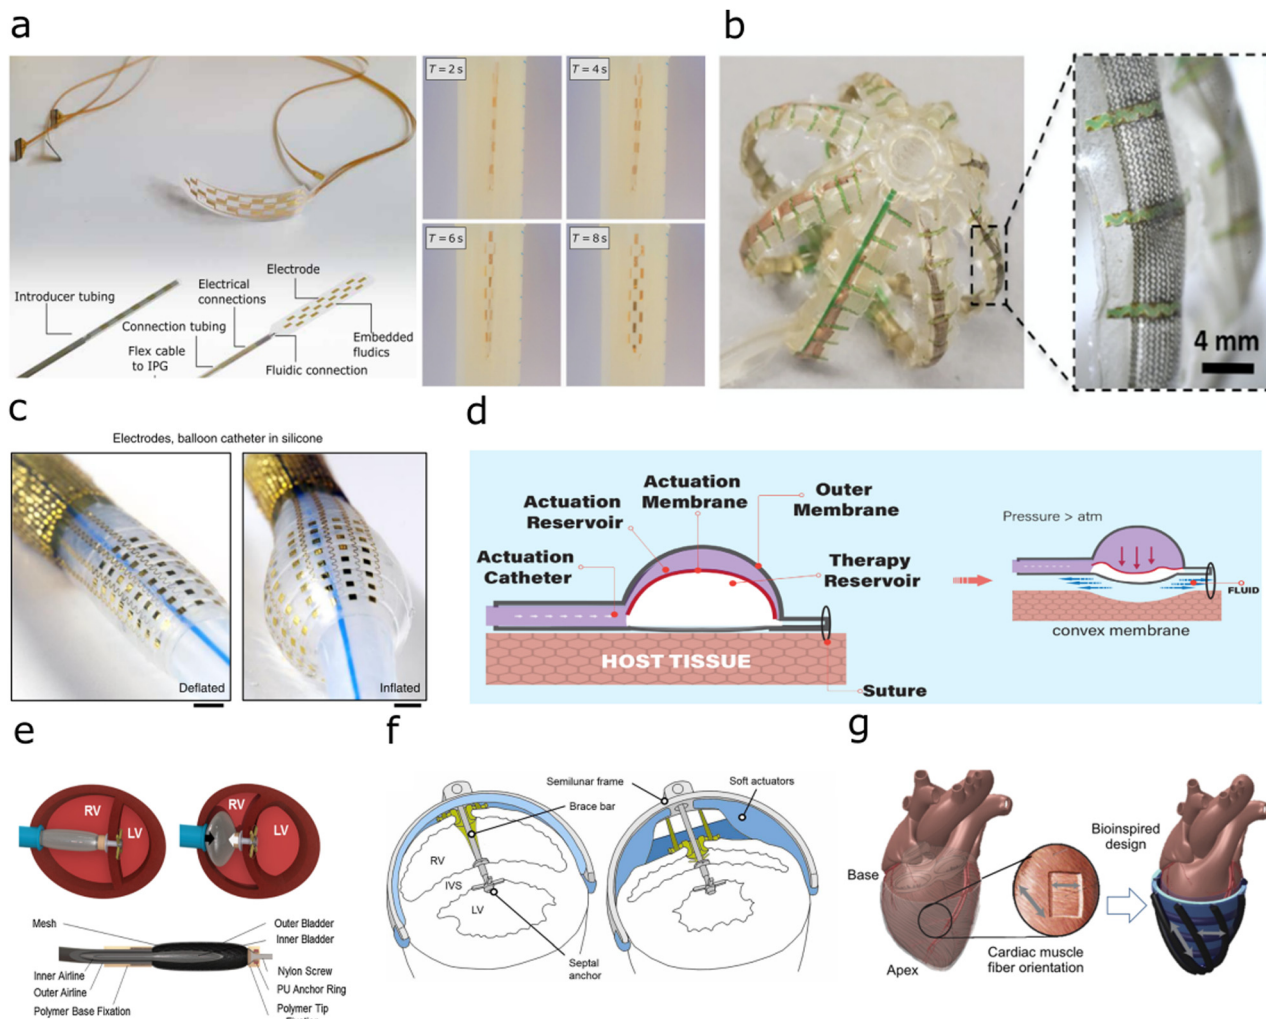 a
T = 2 s
T = 4 s
T = 6 s
T = 8 s
Introducer tubing
Electrical
connections
Electrode
Connection tubing
Flex cable
to IPG
Embedded
fludics
Fluidic connection
b
4 mm
c
Electrodes, balloon catheter in silicone
Deflated
Inflated
d
Actuation
Catheter
Actuation
Reservoir
Actuation
Membrane
Outer
Membrane
Therapy
Reservoir
HOST TISSUE
Suture
Pressure > atm
FLUID
convex membrane
e
RV
LV
RV
LV
Mesh
Outer Bladder
Inner Bladder
Inner Airline
Outer Airline
Polymer Base Fixation
Nylon Screw
PU Anchor Ring
Polymer Tip
f
Semilunar frame
Soft actuators
Brace bar
RV
IVS
LV
Septal
anchor
g
Base
Apex
Cardiac muscle
fiber orientation
Bioinspired
design